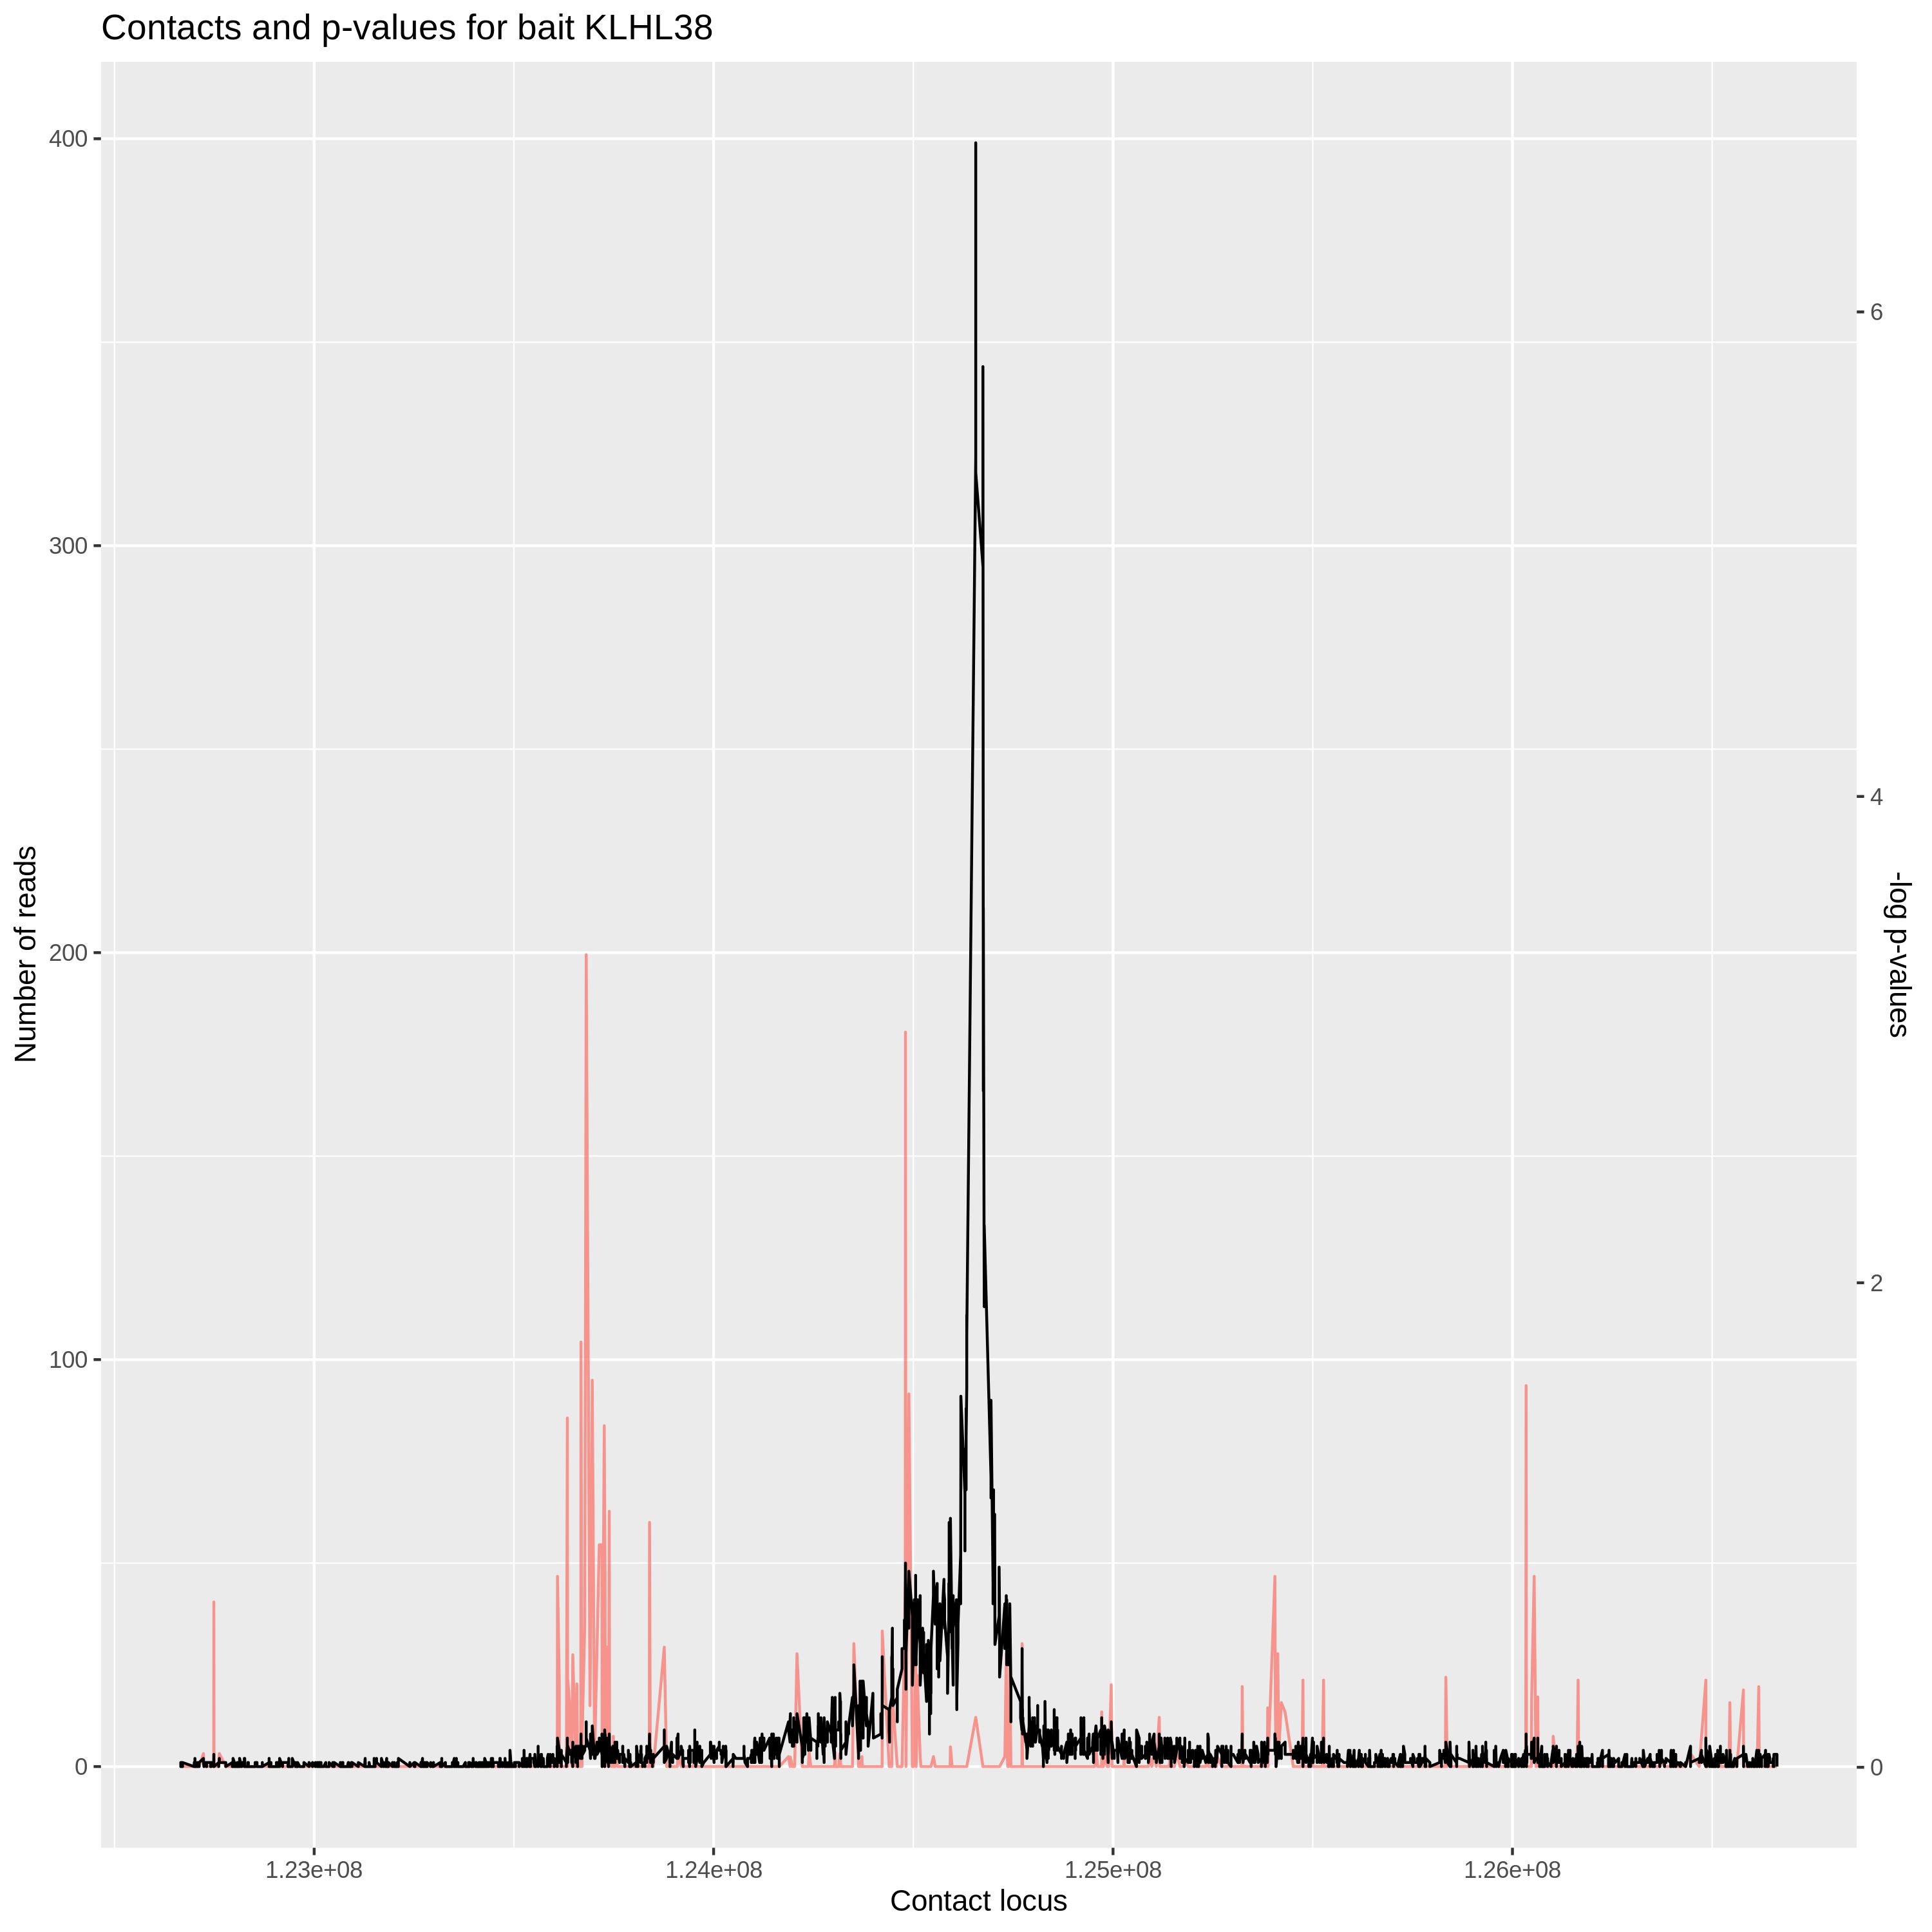 Contacts and p-values for bait KLHL38
400
300
200
100
0
Number of reads
6
4
2
0
-log p-values
1.23e+08
1.24e+08
1.25e+08
1.26e+08
Contact locus